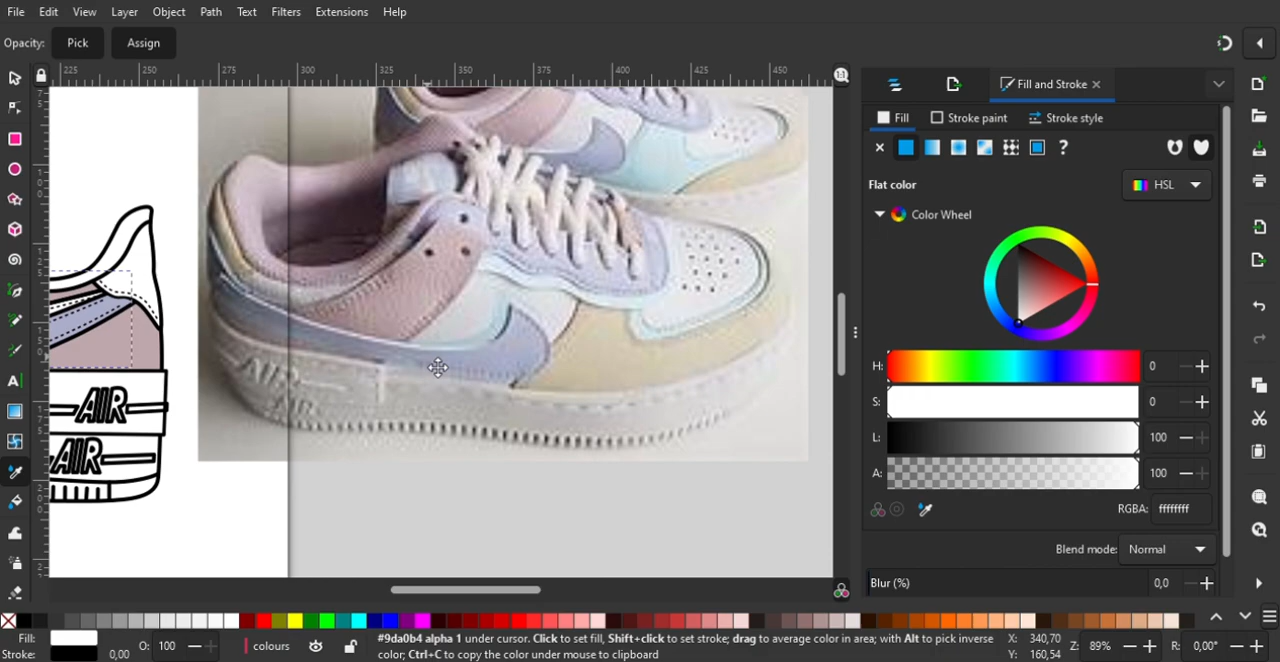 File Edit View Layer Object Path Text Filters Extensions Help
Opacity: Pick Assign
225 250 275 300 325 350 375 400 425 450
Fill and Stroke
Fill Stroke paint Stroke style
Flat color HSL
Color Wheel
H: 0
S: 0
L: 100
A: 100
RGBA: ffffffff
Blend mode: Normal
Blur (%) 0,0
AIR
AIR
AIR
AIR
Fill:
Stroke: 0,00
O: 100
colours
#9da0b4 alpha 1 under cursor. Click to set fill, Shift+click to set stroke; drag to average color in area; with Alt to pick inverse
color; Ctrl+C to copy the color under mouse to clipboard
X: 340,70
Y: 160,54
Z: 89%
R: 0,00°